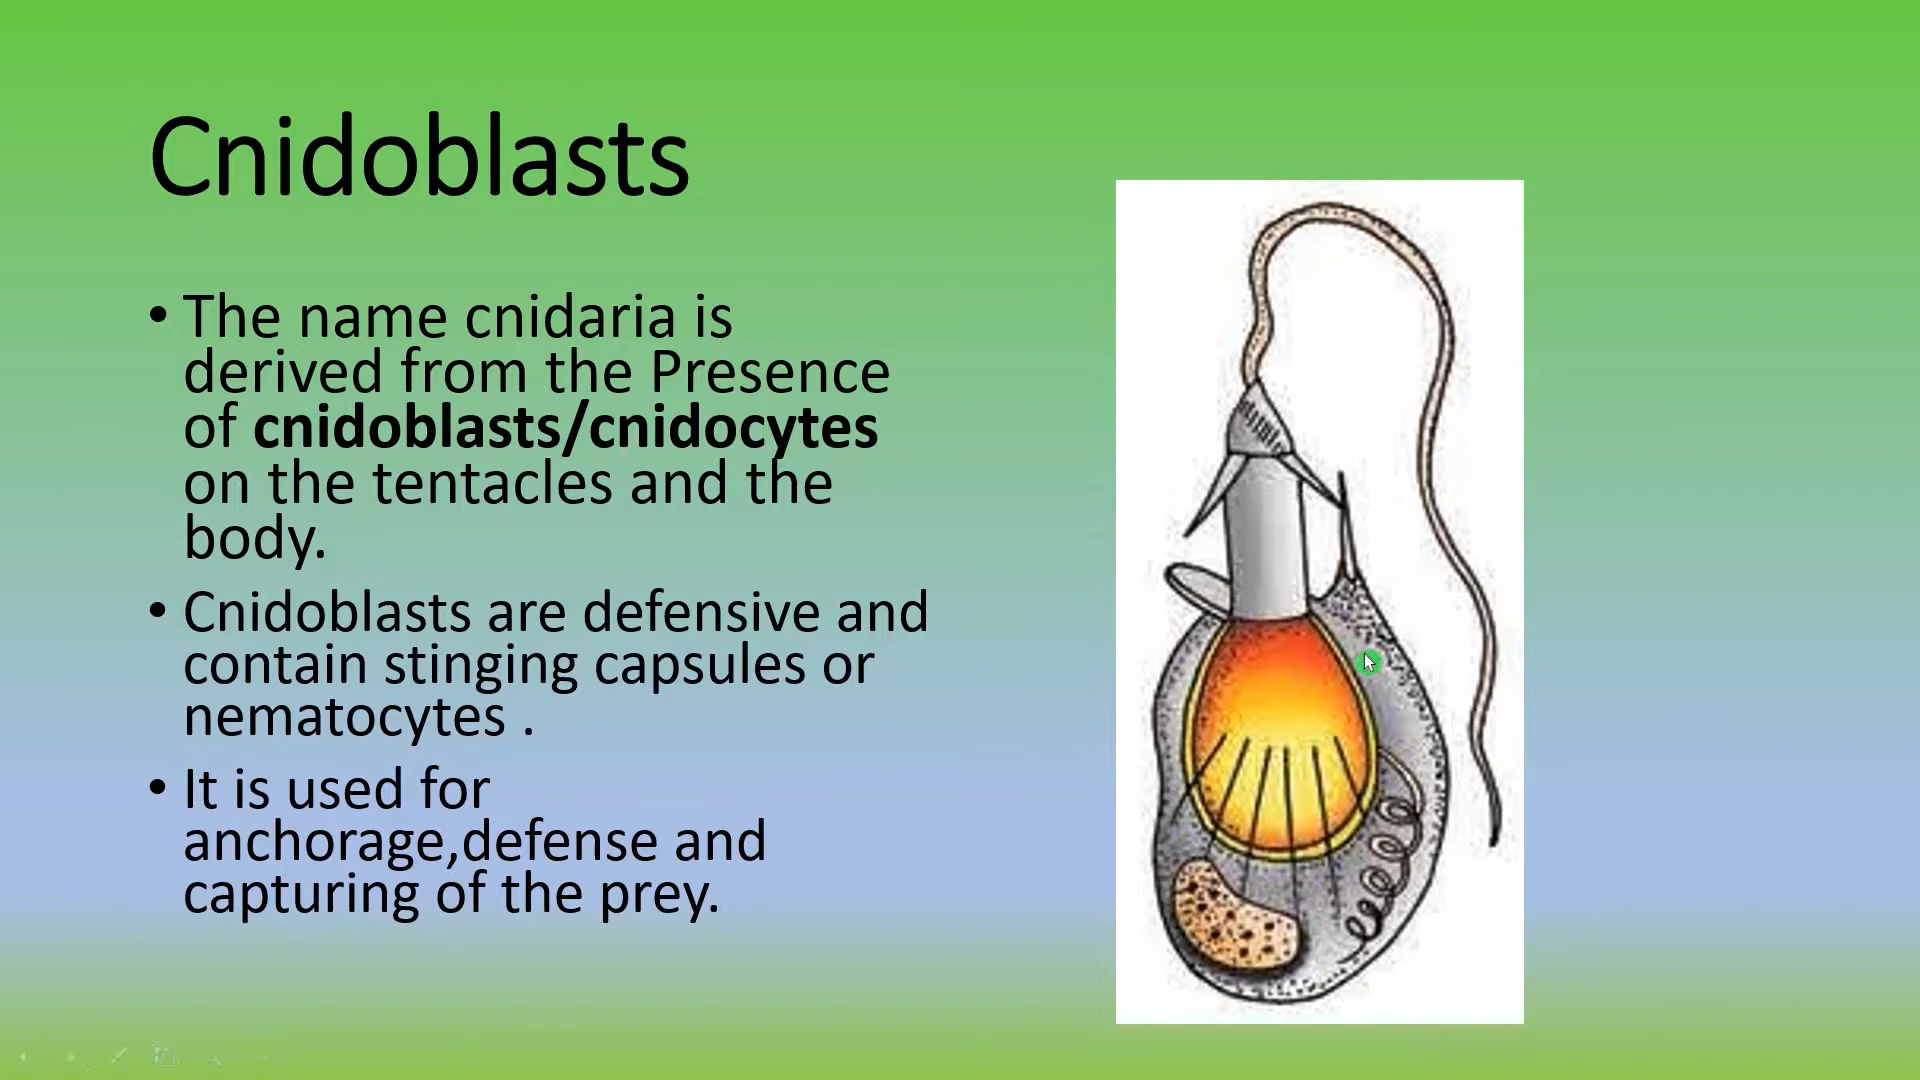 Cnidoblasts
• The name cnidaria is
derived from the Presence
of cnidoblasts/cnidocytes
on the tentacles and the
body.
• Cnidoblasts are defensive and
contain stinging capsules or
nematocytes .
• It is used for
anchorage,defense and
capturing of the prey.